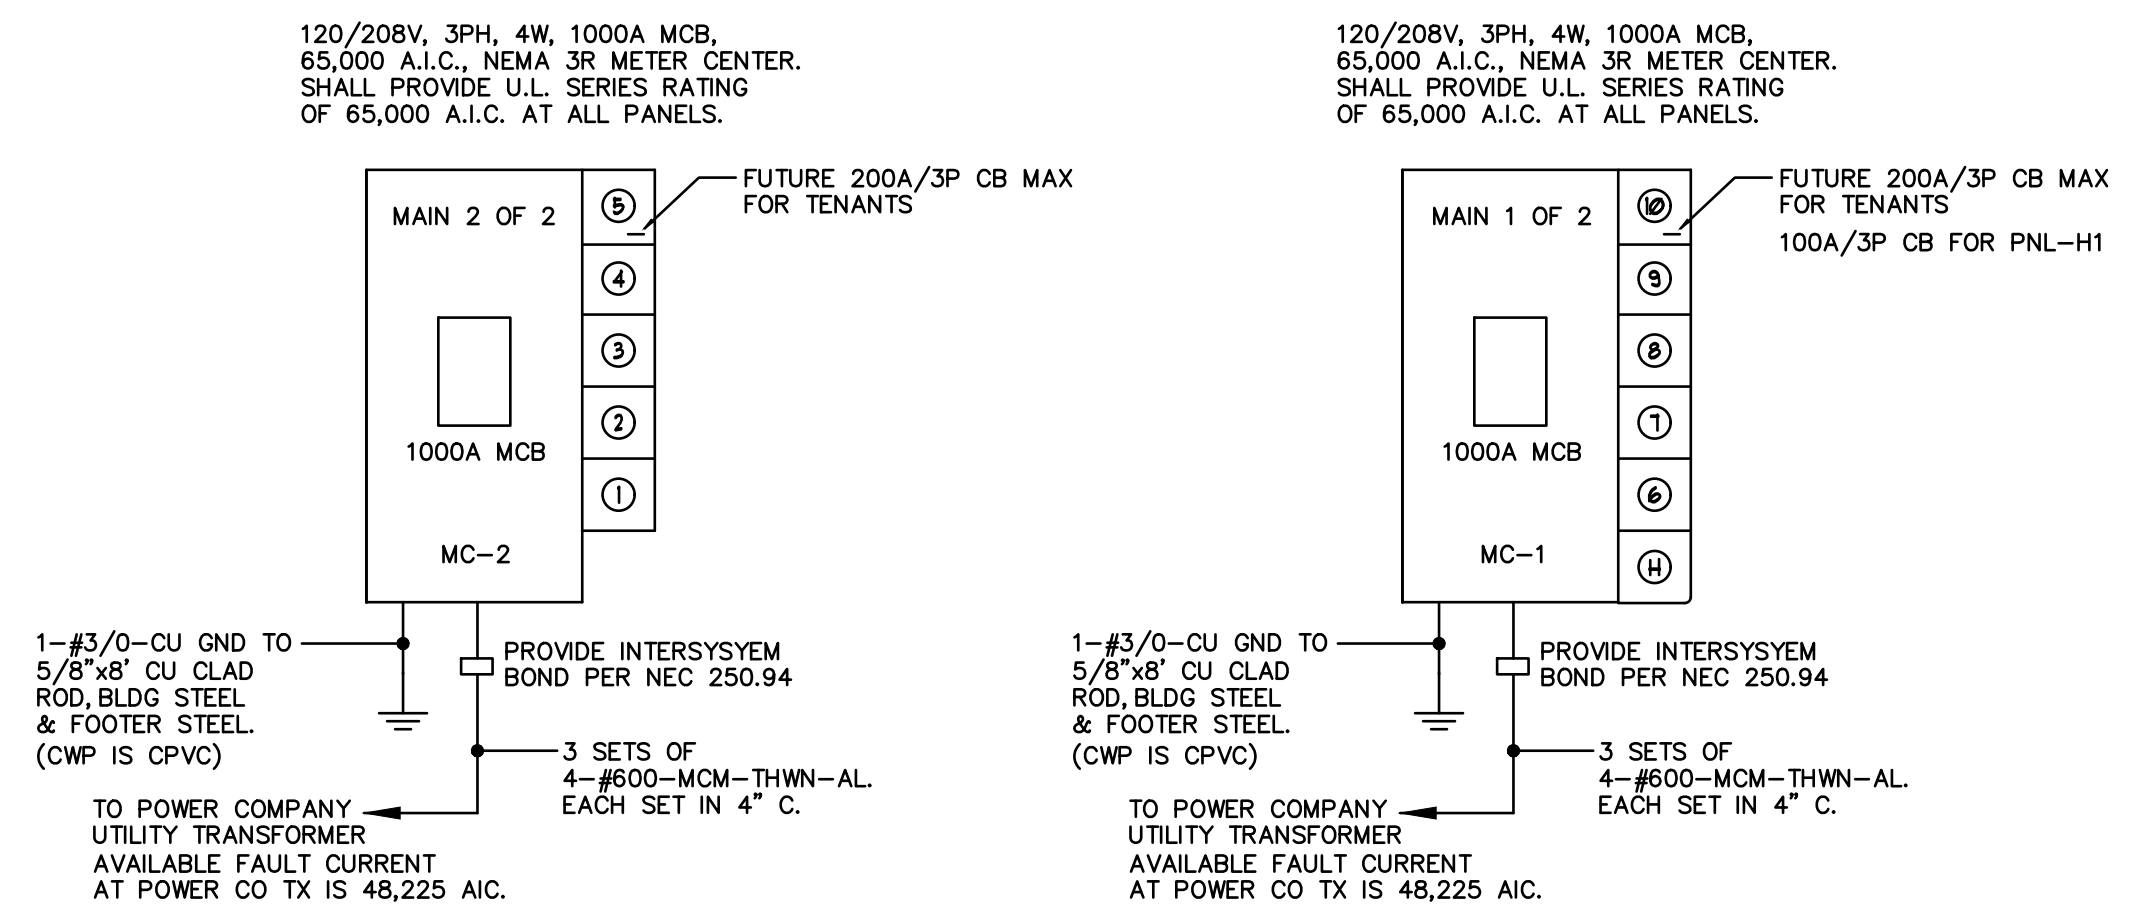 120/208V, 3PH, 4W, 1000A MCB,
65,000 A.I.C., NEMA 3R METER CENTER.
SHALL PROVIDE U.L. SERIES RATING
OF 65,000 A.I.C. AT ALL PANELS.
MAIN 2 OF 2
5
FUTURE 200A/3P CB MAX
FOR TENANTS
4
3
2
1000A MCB
1
MC-2
1-#3/0-CU GND TO
5/8"x8' CU CLAD
ROD, BLDG STEEL
& FOOTER STEEL.
(CWP IS CPVC)
PROVIDE INTERSYSYEM
BOND PER NEC 250.94
3 SETS OF
4-#600-MCM-THWN-AL.
EACH SET IN 4" C.
TO POWER COMPANY
UTILITY TRANSFORMER
AVAILABLE FAULT CURRENT
AT POWER CO TX IS 48,225 AIC.
120/208V, 3PH, 4W, 1000A MCB,
65,000 A.I.C., NEMA 3R METER CENTER.
SHALL PROVIDE U.L. SERIES RATING
OF 65,000 A.I.C. AT ALL PANELS.
MAIN 1 OF 2
10
FUTURE 200A/3P CB MAX
FOR TENANTS
100A/3P CB FOR PNL-H1
9
8
7
1000A MCB
6
MC-1
H
1-#3/0-CU GND TO
5/8"x8' CU CLAD
ROD, BLDG STEEL
& FOOTER STEEL.
(CWP IS CPVC)
PROVIDE INTERSYSYEM
BOND PER NEC 250.94
3 SETS OF
4-#600-MCM-THWN-AL.
EACH SET IN 4" C.
TO POWER COMPANY
UTILITY TRANSFORMER
AVAILABLE FAULT CURRENT
AT POWER CO TX IS 48,225 AIC.